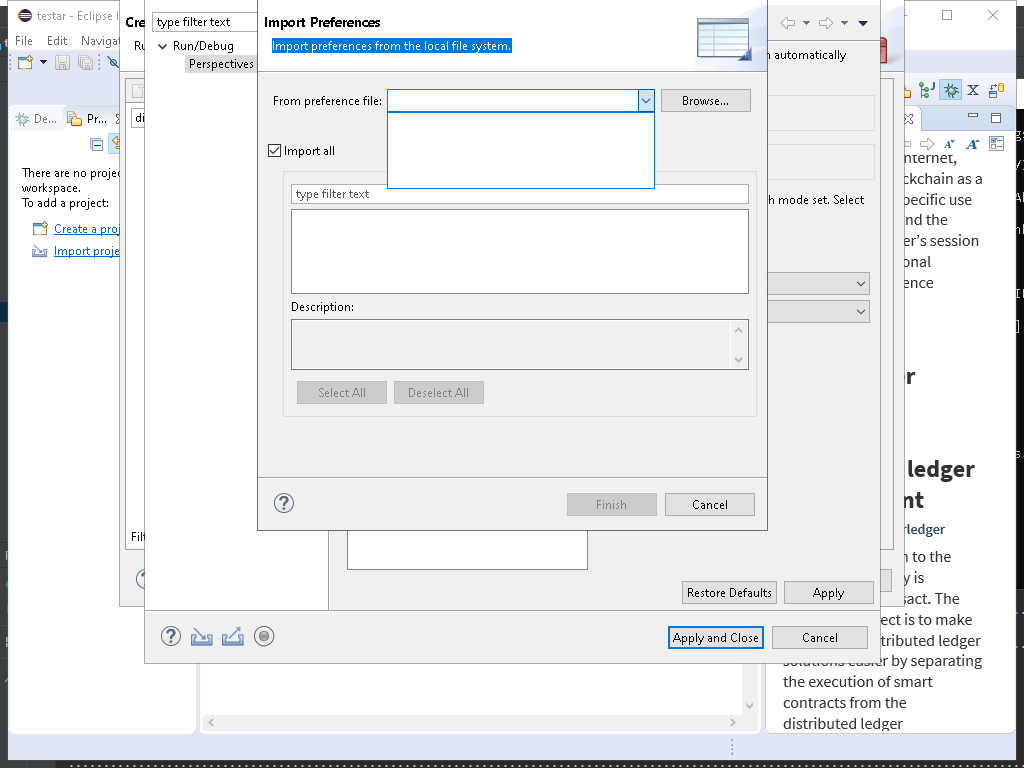 testar - Eclipse I
File Edit Navigat
De...
Pr...
There are no proje
workspace.
To add a project:
Create a proj
Import proje
Cre
Ru
di
Filt
type filter text
Run/Debug
Perspectives
Import Preferences
Import preferences from the local file system.
From preference file:
Browse...
Import all
type filter text
Description:
Select All
Deselect All
Finish
Cancel
automatically
h mode set. Select
Restore Defaults
Apply
Apply and Close
Cancel
nternet,
ckchain as a
pecific use
nd the
er's session
onal
ence
r
ledger
nt
rledger
n to the
y is
sact. The
ect is to make
tributed ledger
solutions easier by separating
the execution of smart
contracts from the
distributed ledger